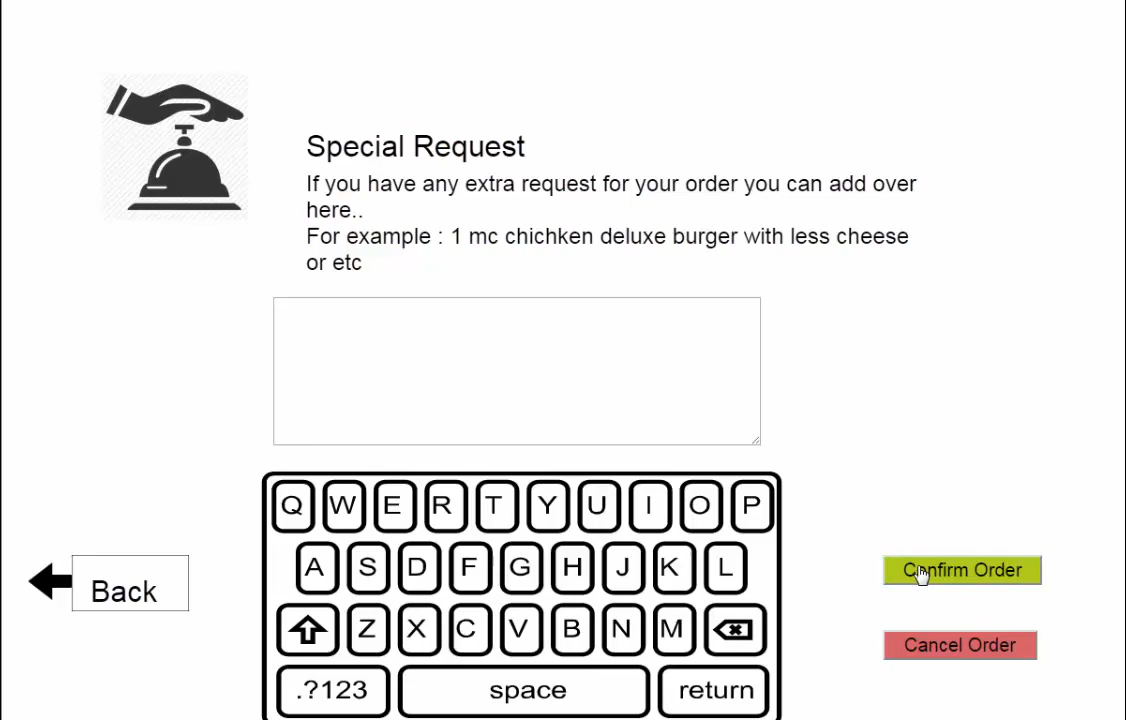 Special Request
If you have any extra request for your order you can add over
here..
For example : 1 mc chichken deluxe burger with less cheese
or etc
Q W E R T Y U I O P
A S D F G H J K L
Z X C V B N M
.?123 space return
Back
Confirm Order
Cancel Order